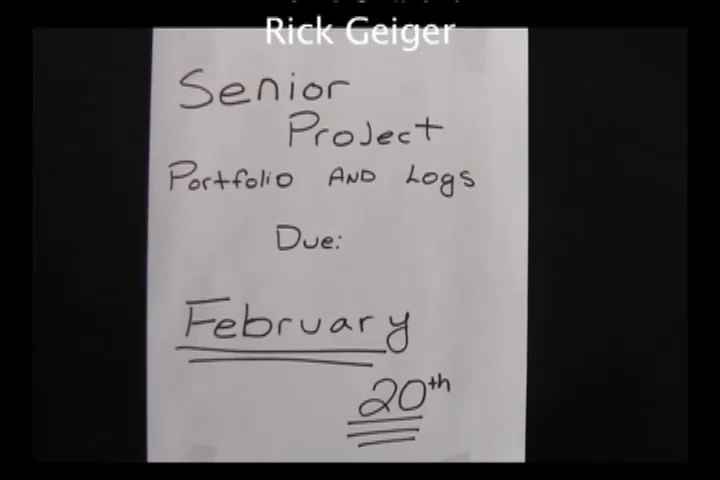 Rick Geiger
Senior
Project
Portfolio AND Logs
Due:
February
20th